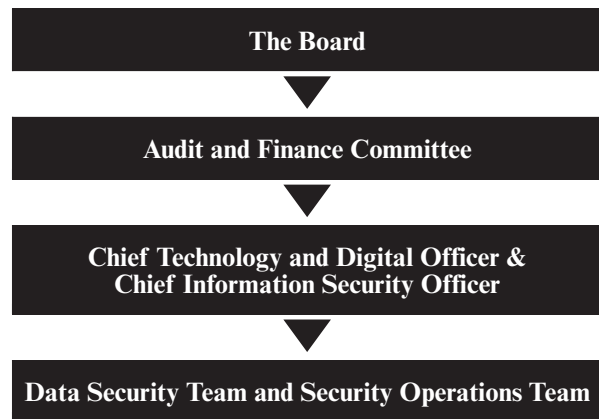 The Board
Audit and Finance Committee
Chief Technology and Digital Officer &
Chief Information Security Officer
Data Security Team and Security Operations Team